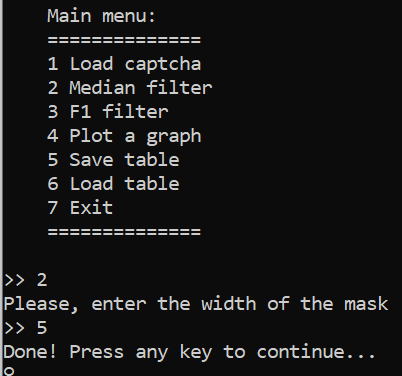 Main menu:
==============
1 Load captcha
2 Median filter
3 F1 filter
4 Plot a graph
5 Save table
6 Load table
7 Exit
==============
>> 2
Please, enter the width of the mask
>> 5
Done! Press any key to continue...